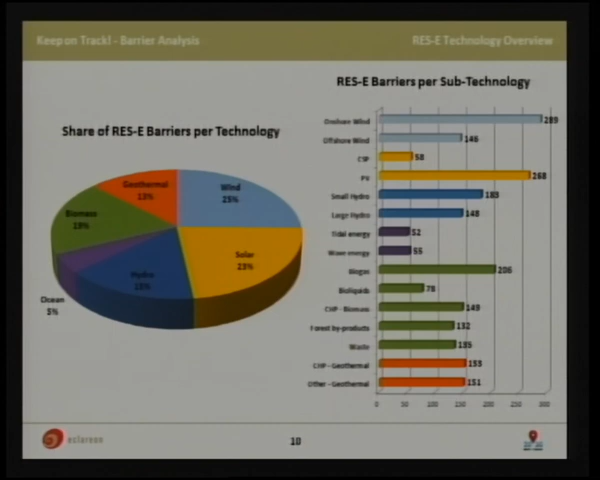 Keep on Track! - Barrier Analysis
RES-E Technology Overview
RES-E Barriers per Sub-Technology
Share of RES-E Barriers per Technology
Wind
25%
Solar
23%
Hydro
Ocean
5%
Biomass
19%
Geothermal
13%
Onshore Wind 289
Offshore Wind 146
CSP 58
PV 268
Small Hydro 183
Large Hydro 148
Tidal energy 52
Wave energy 55
Biogas 206
Bioliquids 78
CHP - Biomass 149
Forest by-products 132
Waste 135
CHP - Geothermal 153
Other - Geothermal 151
0 50 100 150 200 250 300
eclareon
10